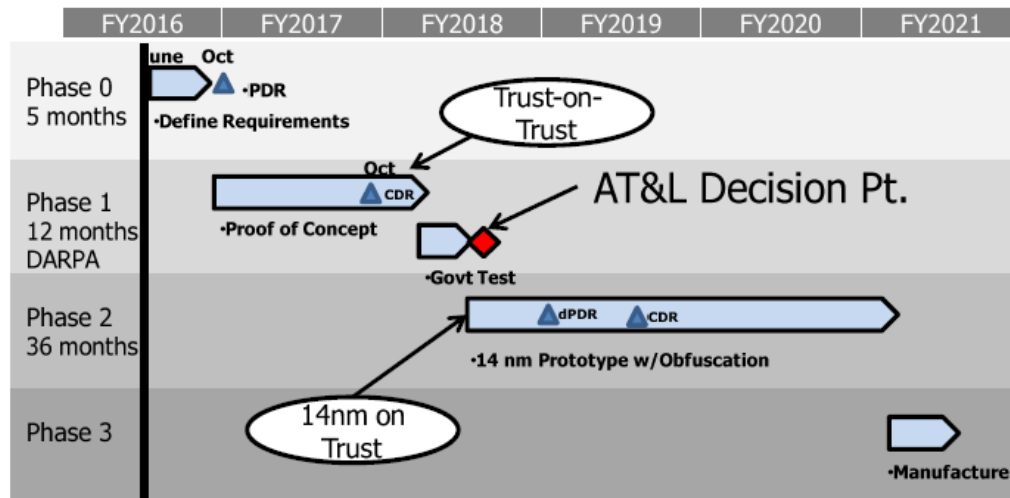 FY2016 FY2017 FY2018 FY2019 FY2020 FY2021
une Oct
Phase 0
5 months
•PDR
•Define Requirements
Trust-on-
Trust
Phase 1
12 months
DARPA
Oct
CDR
•Proof of Concept
AT&L Decision Pt.
•Govt Test
Phase 2
36 months
dPDR
CDR
•14 nm Prototype w/Obfuscation
14nm on
Trust
Phase 3
•Manufacture